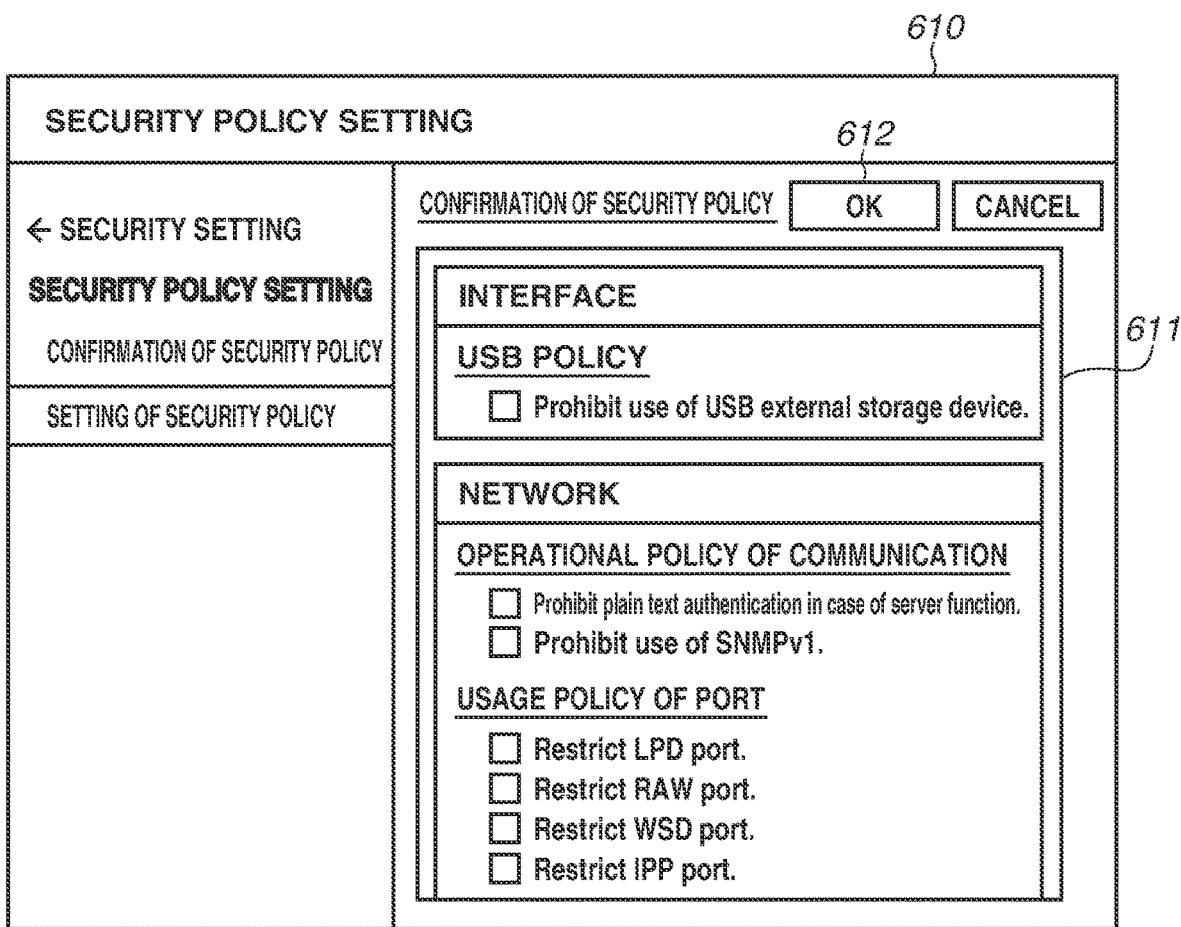 610
SECURITY POLICY SETTING
612
← SECURITY SETTING
SECURITY POLICY SETTING
CONFIRMATION OF SECURITY POLICY
SETTING OF SECURITY POLICY
CONFIRMATION OF SECURITY POLICY
OK
CANCEL
611
INTERFACE
USB POLICY
Prohibit use of USB external storage device.
NETWORK
OPERATIONAL POLICY OF COMMUNICATION
Prohibit plain text authentication in case of server function.
Prohibit use of SNMPv1.
USAGE POLICY OF PORT
Restrict LPD port.
Restrict RAW port.
Restrict WSD port.
Restrict IPP port.